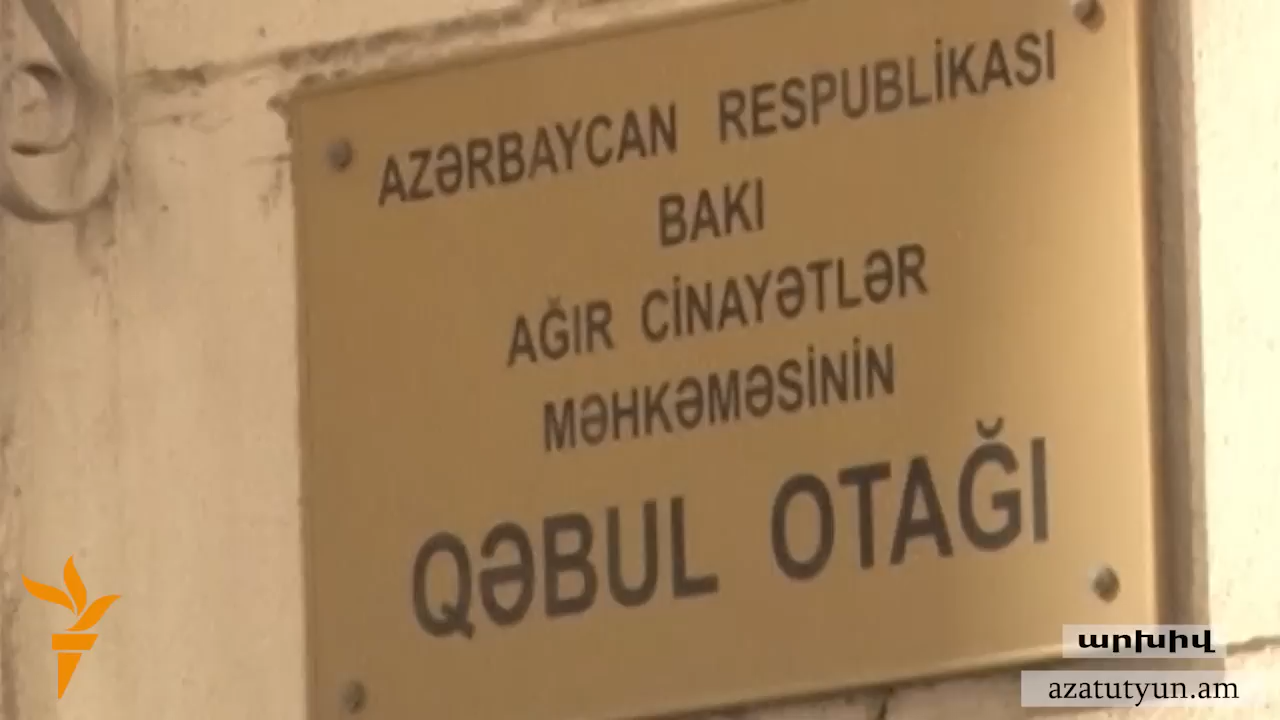 AZƏRBAYCAN RESPUBLİKASI
BAKI
AĞIR CİNAYƏTLƏR
MƏHKƏMƏSİNİN
QƏBUL OTAĞI
արխիվ
azatutyun.am